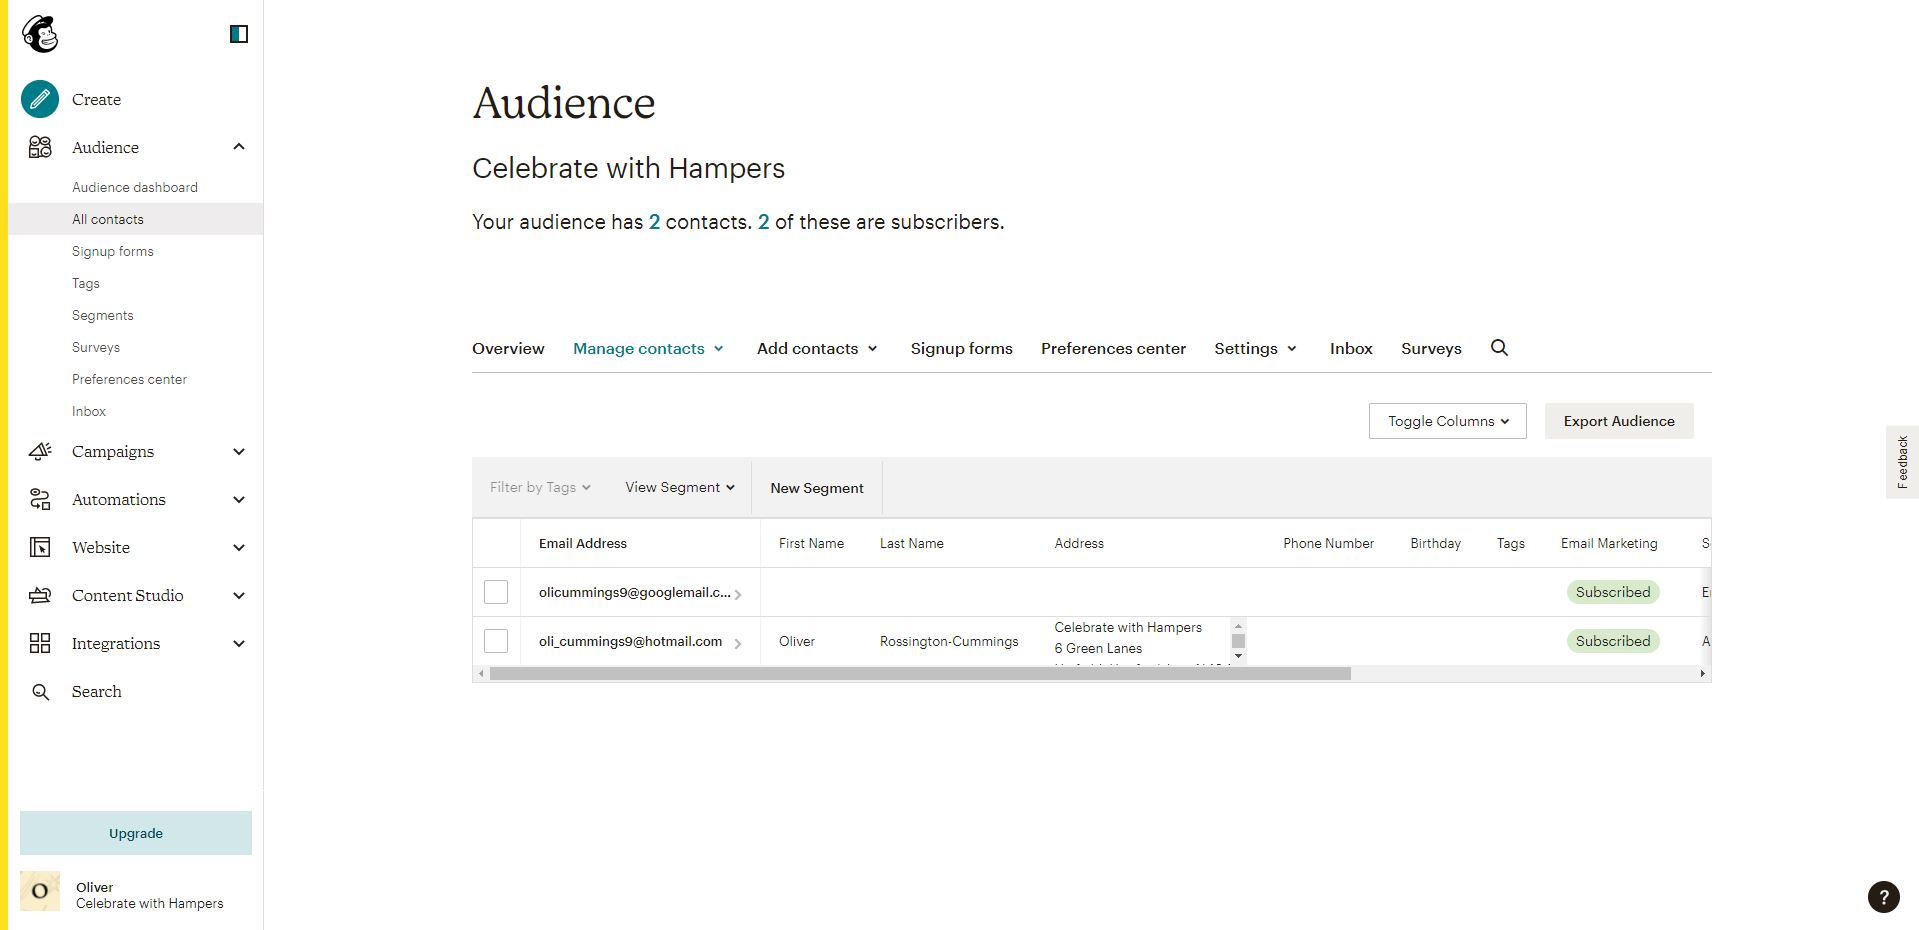 Create
Audience
Audience dashboard
All contacts
Signup forms
Tags
Segments
Surveys
Preferences center
Inbox
Campaigns
Automations
Website
Content Studio
Integrations
Search
Upgrade
O
Oliver
Celebrate with Hampers
Audience
Celebrate with Hampers
Your audience has 2 contacts. 2 of these are subscribers.
Overview Manage contacts Add contacts Signup forms Preferences center Settings Inbox Surveys
Toggle Columns Export Audience
Filter by Tags View Segment New Segment
Email Address First Name Last Name Address Phone Number Birthday Tags Email Marketing
olicummings9@googlemail.c... Subscribed
oli_cummings9@hotmail.com Oliver Rossington-Cummings Celebrate with Hampers Subscribed
6 Green Lanes
Feedback
?